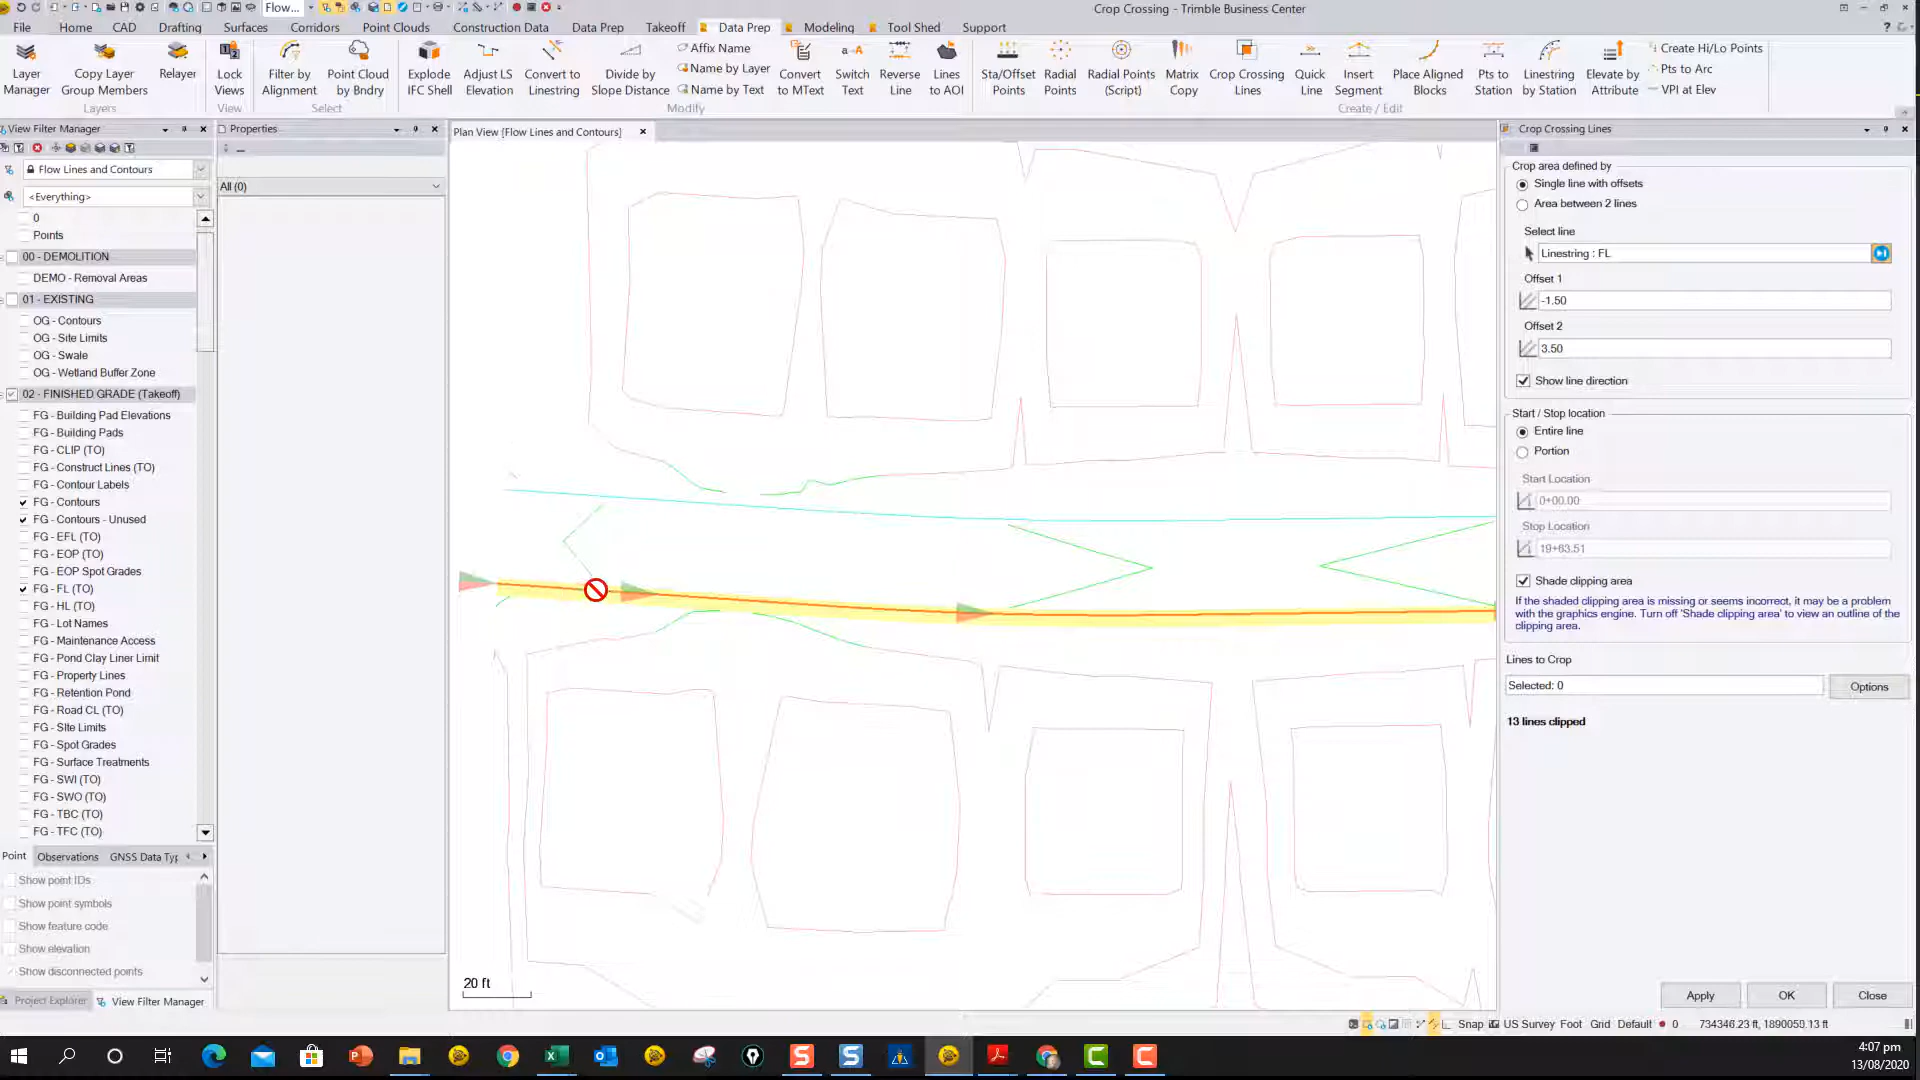 Flow...
Crop Crossing - Trimble Business Center
File
Home
CAD
Drafting
Surfaces
Corridors
Point Clouds
Construction Data
Data Prep
Takeoff
Data Prep
Modeling
Tool Shed
Support
Layer Manager
Copy Layer Group Members
Relayer
Lock Views
Filter by Alignment
Point Cloud by Bndry
Explode IFC Shell
Adjust LS Elevation
Convert to Linestring
Divide by Slope Distance
Affix Name
Name by Layer
Name by Text
Convert to MText
Switch Text
Reverse Line
Lines to AOI
Sta/Offset Points
Radial Points
Radial Points (Script)
Matrix Copy
Crop Crossing Lines
Quick Line
Insert Segment
Place Aligned Blocks
Pts to Station
Linestring by Station
Elevate by Attribute
Create Hi/Lo Points
Pts to Arc
VPI at Elev
Layers
View
Select
Modify
Create / Edit
View Filter Manager
Flow Lines and Contours
<Everything>
0
Points
00 - DEMOLITION
DEMO - Removal Areas
01 - EXISTING
OG - Contours
OG - Site Limits
OG - Swale
OG - Wetland Buffer Zone
02 - FINISHED GRADE (Takeoff)
FG - Building Pad Elevations
FG - Building Pads
FG - CLIP (TO)
FG - Construct Lines (TO)
FG - Contour Labels
FG - Contours
FG - Contours - Unused
FG - EFL (TO)
FG - EOP (TO)
FG - EOP Spot Grades
FG - FL (TO)
FG - HL (TO)
FG - Lot Names
FG - Maintenance Access
FG - Pond Clay Liner Limit
FG - Property Lines
FG - Retention Pond
FG - Road CL (TO)
FG - SIte Limits
FG - Spot Grades
FG - Surface Treatments
FG - SWI (TO)
FG - SWO (TO)
FG - TBC (TO)
FG - TFC (TO)
Point
Observations
GNSS Data Typ
Show point IDs
Show point symbols
Show feature code
Show elevation
Show disconnected points
Project Explorer
View Filter Manager
Properties
All (0)
Plan View {Flow Lines and Contours}
20 ft
Crop Crossing Lines
Crop area defined by
Single line with offsets
Area between 2 lines
Select line
Linestring : FL
Offset 1
-1.50
Offset 2
3.50
Show line direction
Start / Stop location
Entire line
Portion
Start Location
0+00.00
Stop Location
19+63.51
Shade clipping area
If the shaded clipping area is missing or seems incorrect, it may be a problem
with the graphics engine. Turn off 'Shade clipping area' to view an outline of the
clipping area.
Lines to Crop
Selected: 0
Options
13 lines clipped
Apply
OK
Close
Snap
US Survey Foot
Grid
Default
0
734346.23 ft, 1890059.13 ft
4:07 pm
13/08/2020